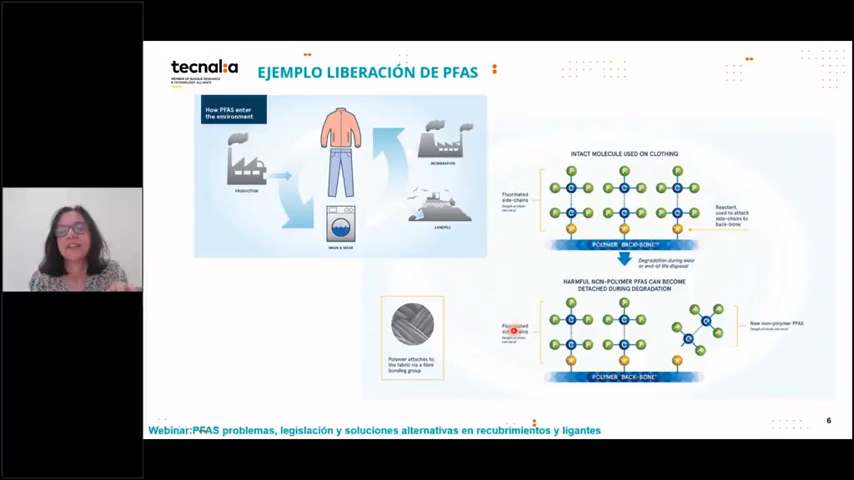 tecnalia
MEMBER OF BASQUE RESEARCH
& TECHNOLOGY ALLIANCE
EJEMPLO LIBERACIÓN DE PFAS
How PFAS enter
the environment
PRODUCTION
INCINERATION
LANDFILL
WASH & WEAR
INTACT MOLECULE USED ON CLOTHING
Fluorinated
side-chains
(length of chain
can vary)
F F F
F C F F C F F C F
F C F F C F F C F
Reactant,
used to attach
side-chains to
back-bone
POLYMER "BACK-BONE"
Degradation during wear
or end-of-life disposal
HARMFUL NON-POLYMER PFAS CAN BECOME
DETACHED DURING DEGRADATION
Polymer attaches to
the fabric via a fibre
bonding group
Fluorinated
side-chains
(length of chain
can vary)
F F
F C F F C F
F C F F C F
New non-polymer PFAS
(length of chain can vary)
POLYMER "BACK-BONE"
6
Webinar:PFAS problemas, legislación y soluciones alternativas en recubrimientos y ligantes